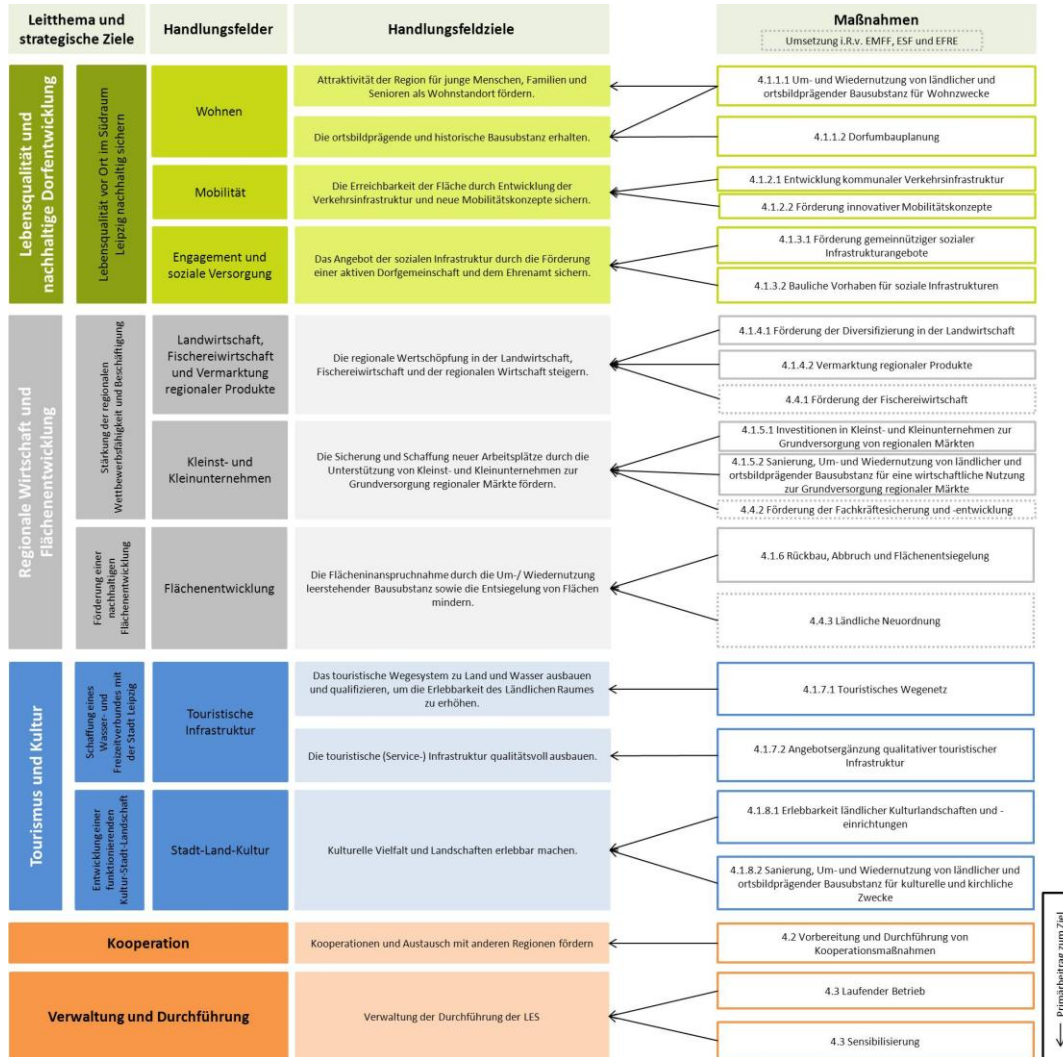 Leitthema und
strategische Ziele
Handlungsfelder
Handlungsfeldziele
Maßnahmen
Umsetzung i.R.v. EMFF, ESF und EFRE
Lebensqualität und
nachhaltige Dorfentwicklung
Lebensqualität vor Ort im Südraum
Leipzig nachhaltig sichern
Wohnen
Attraktivität der Region für junge Menschen, Familien und
Senioren als Wohnstandort fördern.
Die ortsbildprägende und historische Bausubstanz erhalten.
4.1.1.1 Um- und Wiedernutzung von ländlicher und
ortsbildprägender Bausubstanz für Wohnzwecke
4.1.1.2 Dorfumbauplanung
Mobilität
Die Erreichbarkeit der Fläche durch Entwicklung der
Verkehrsinfrastruktur und neue Mobilitätskonzepte sichern.
4.1.2.1 Entwicklung kommunaler Verkehrsinfrastruktur
4.1.2.2 Förderung innovativer Mobilitätskonzepte
Engagement und
soziale Versorgung
Das Angebot der sozialen Infrastruktur durch die Förderung
einer aktiven Dorfgemeinschaft und dem Ehrenamt sichern.
4.1.3.1 Förderung gemeinnütziger sozialer
Infrastrukturangebote
4.1.3.2 Bauliche Vorhaben für soziale Infrastrukturen
Regionale Wirtschaft und
Flächenentwicklung
Stärkung der regionalen
Wettbewerbsfähigkeit und Beschäftigung
Landwirtschaft,
Fischereiwirtschaft
und Vermarktung
regionaler Produkte
Die regionale Wertschöpfung in der Landwirtschaft,
Fischereiwirtschaft und der regionalen Wirtschaft steigern.
4.1.4.1 Förderung der Diversifizierung in der Landwirtschaft
4.1.4.2 Vermarktung regionaler Produkte
4.4.1 Förderung der Fischereiwirtschaft
Kleinst- und
Kleinunternehmen
Die Sicherung und Schaffung neuer Arbeitsplätze durch die
Unterstützung von Kleinst- und Kleinunternehmen zur
Grundversorgung regionaler Märkte fördern.
4.1.5.1 Investitionen in Kleinst- und Kleinunternehmen zur
Grundversorgung von regionalen Märkten
4.1.5.2 Sanierung, Um- und Wiedernutzung von ländlicher und
ortsbildprägender Bausubstanz für eine wirtschaftliche Nutzung
zur Grundversorgung regionaler Märkte
4.4.2 Förderung der Fachkräftesicherung und -entwicklung
Förderung einer
nachhaltigen
Flächenentwicklung
Flächenentwicklung
Die Flächeninanspruchnahme durch die Um-/ Wiedernutzung
leerstehender Bausubstanz sowie die Entsiegelung von Flächen
mindern.
4.1.6 Rückbau, Abbruch und Flächenentsiegelung
4.4.3 Ländliche Neuordnung
Tourismus und Kultur
Schaffung eines
Wasser- und
Freizeitverbundes mit
der Stadt Leipzig
Touristische
Infrastruktur
Das touristische Wegesystem zu Land und Wasser ausbauen
und qualifizieren, um die Erlebbarkeit des Ländlichen Raumes
zu erhöhen.
Die touristische (Service-) Infrastruktur qualitätsvoll ausbauen.
4.1.7.1 Touristisches Wegenetz
4.1.7.2 Angebotsergänzung qualitativer touristischer
Infrastruktur
Entwicklung einer
funktionierenden
Kultur-Stadt-Landschaft
Stadt-Land-Kultur
Kulturelle Vielfalt und Landschaften erlebbar machen.
4.1.8.1 Erlebbarkeit ländlicher Kulturlandschaften und -
einrichtungen
4.1.8.2 Sanierung, Um- und Wiedernutzung von ländlicher und
ortsbildprägender Bausubstanz für kulturelle und kirchliche
Zwecke
Kooperation
Kooperationen und Austausch mit anderen Regionen fördern
4.2 Vorbereitung und Durchführung von
Kooperationsmaßnahmen
Verwaltung und Durchführung
Verwaltung der Durchführung der LES
4.3 Laufender Betrieb
4.3 Sensibilisierung
Primärbeitrag zum Ziel